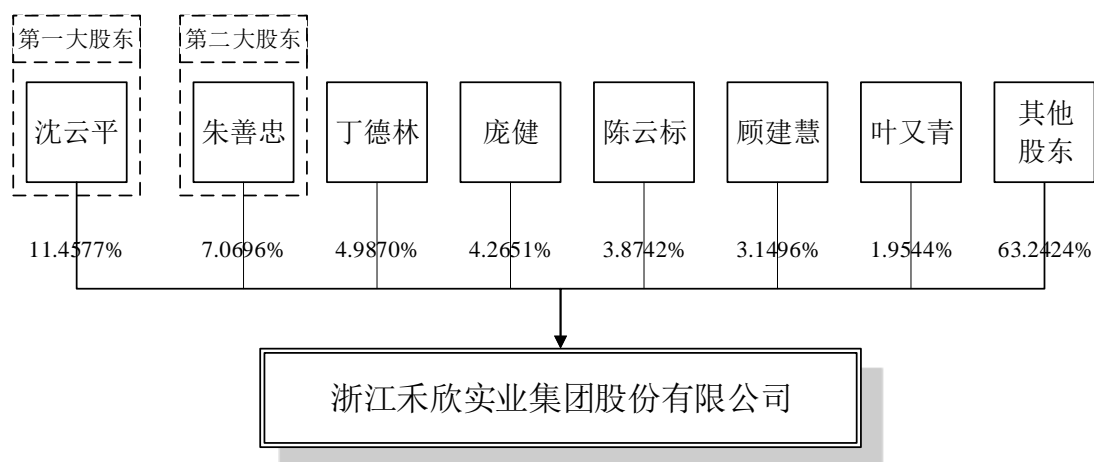 第一大股东
第二大股东
沈云平
朱善忠
丁德林
庞健
陈云标
顾建慧
叶又青
其他
股东
11.4577%
7.0696%
4.9870%
4.2651%
3.8742%
3.1496%
1.9544%
63.2424%
浙江禾欣实业集团股份有限公司